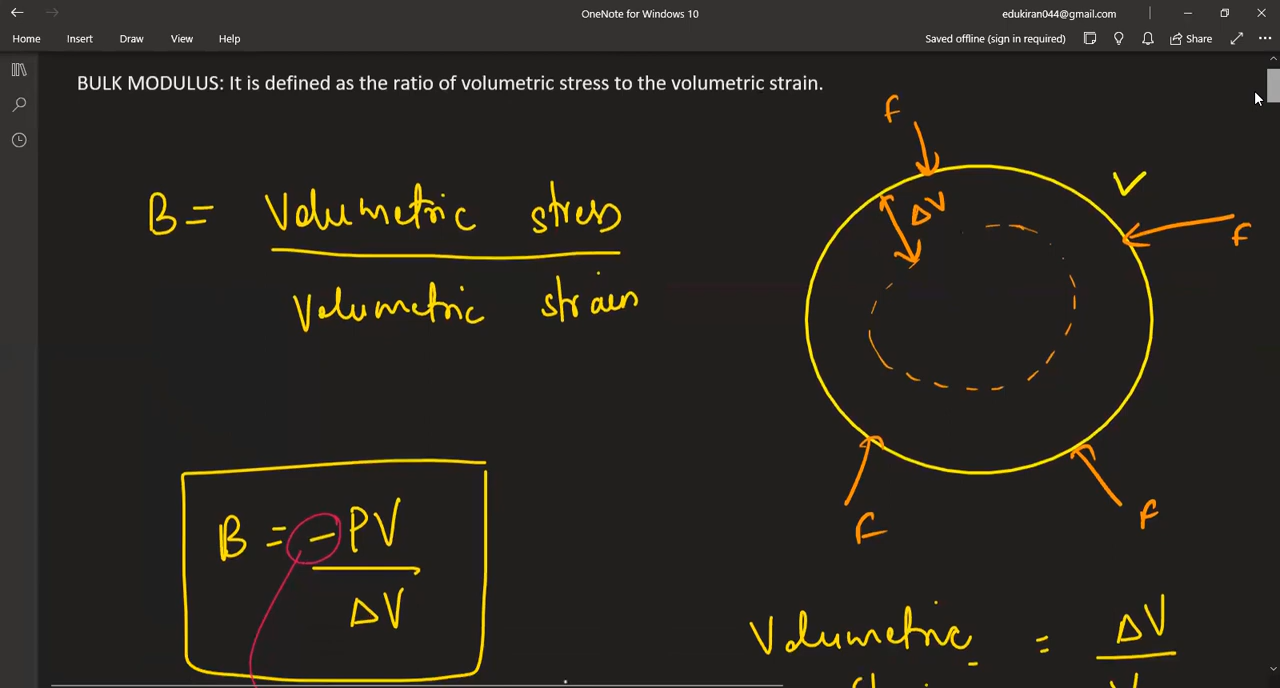 OneNote for Windows 10
edukiran044@gmail.com
Home Insert Draw View Help
Saved offline (sign in required) Share
BULK MODULUS: It is defined as the ratio of volumetric stress to the volumetric strain.
F
V
ΔV
F
B = Volumetric stress
Volumetric strain
F
F
B = -PV
ΔV
Volumetric = ΔV